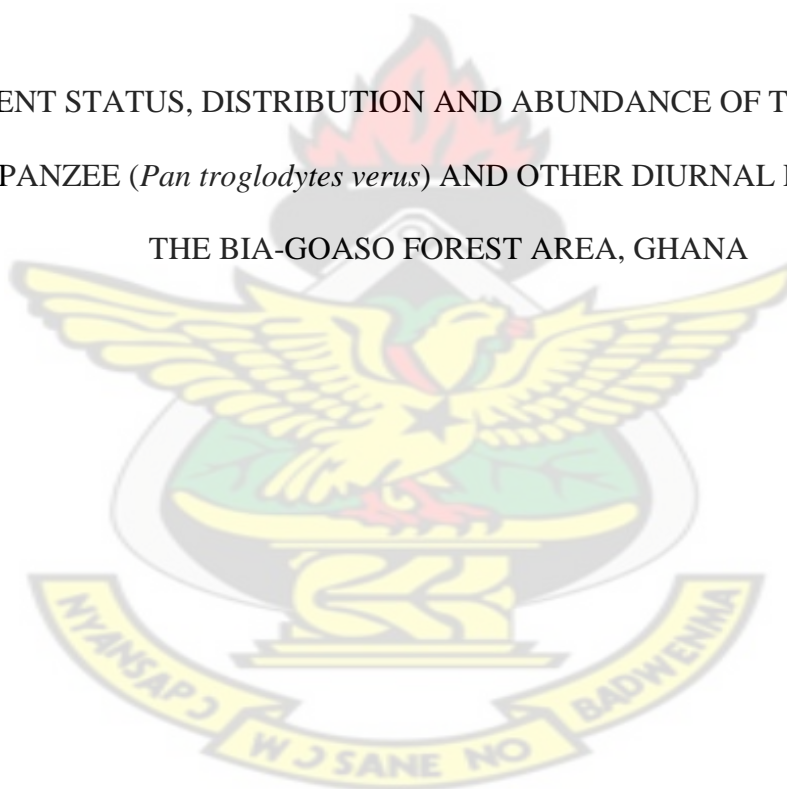 ENT STATUS, DISTRIBUTION AND ABUNDANCE OF T
PANZEE (Pan troglodytes verus) AND OTHER DIURNAL
THE BIA-GOASO FOREST AREA, GHANA
NYANSAPƆ
WƆSANE NO
BADWENMA